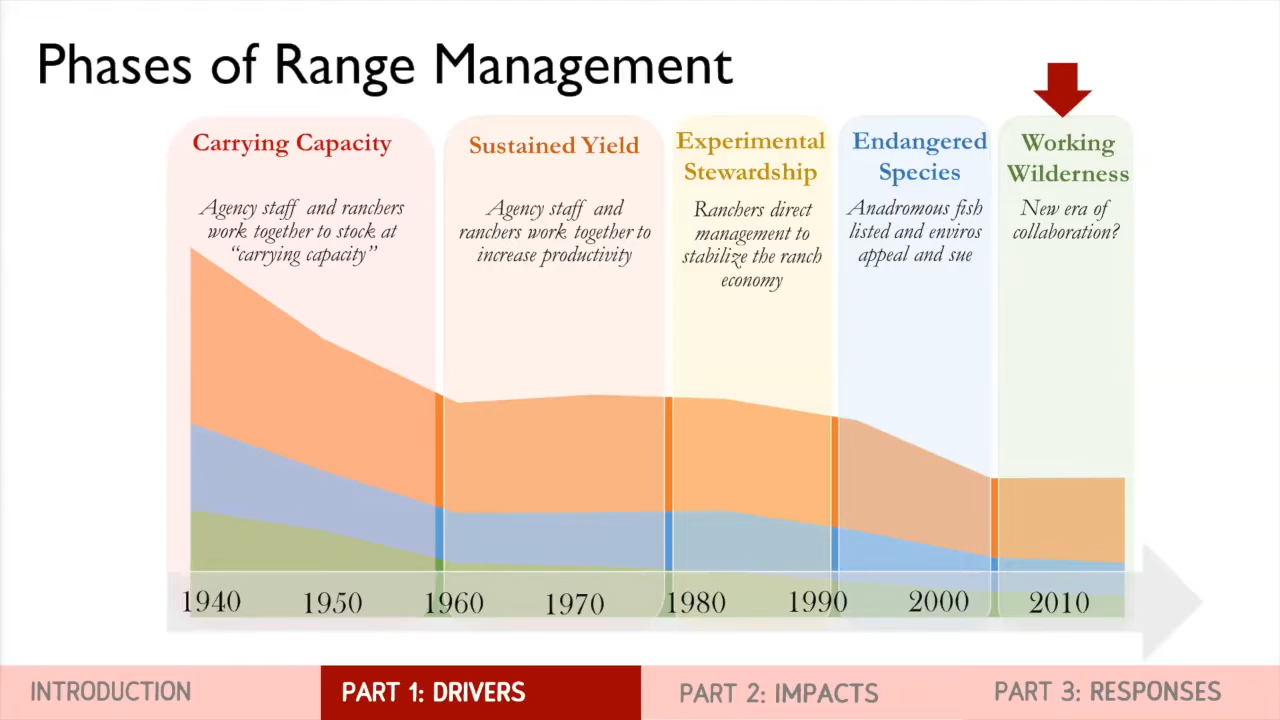 Phases of Range Management
Carrying Capacity
Agency staff and ranchers
work together to stock at
“carrying capacity”
Sustained Yield
Agency staff and
ranchers work together to
increase productivity
Experimental
Stewardship
Ranchers direct
management to
stabilize the ranch
economy
Endangered
Species
Anadromous fish
listed and enviros
appeal and sue
Working
Wilderness
New era of
collaboration?
1940 1950 1960 1970 1980 1990 2000 2010
INTRODUCTION
PART 1: DRIVERS
PART 2: IMPACTS
PART 3: RESPONSES